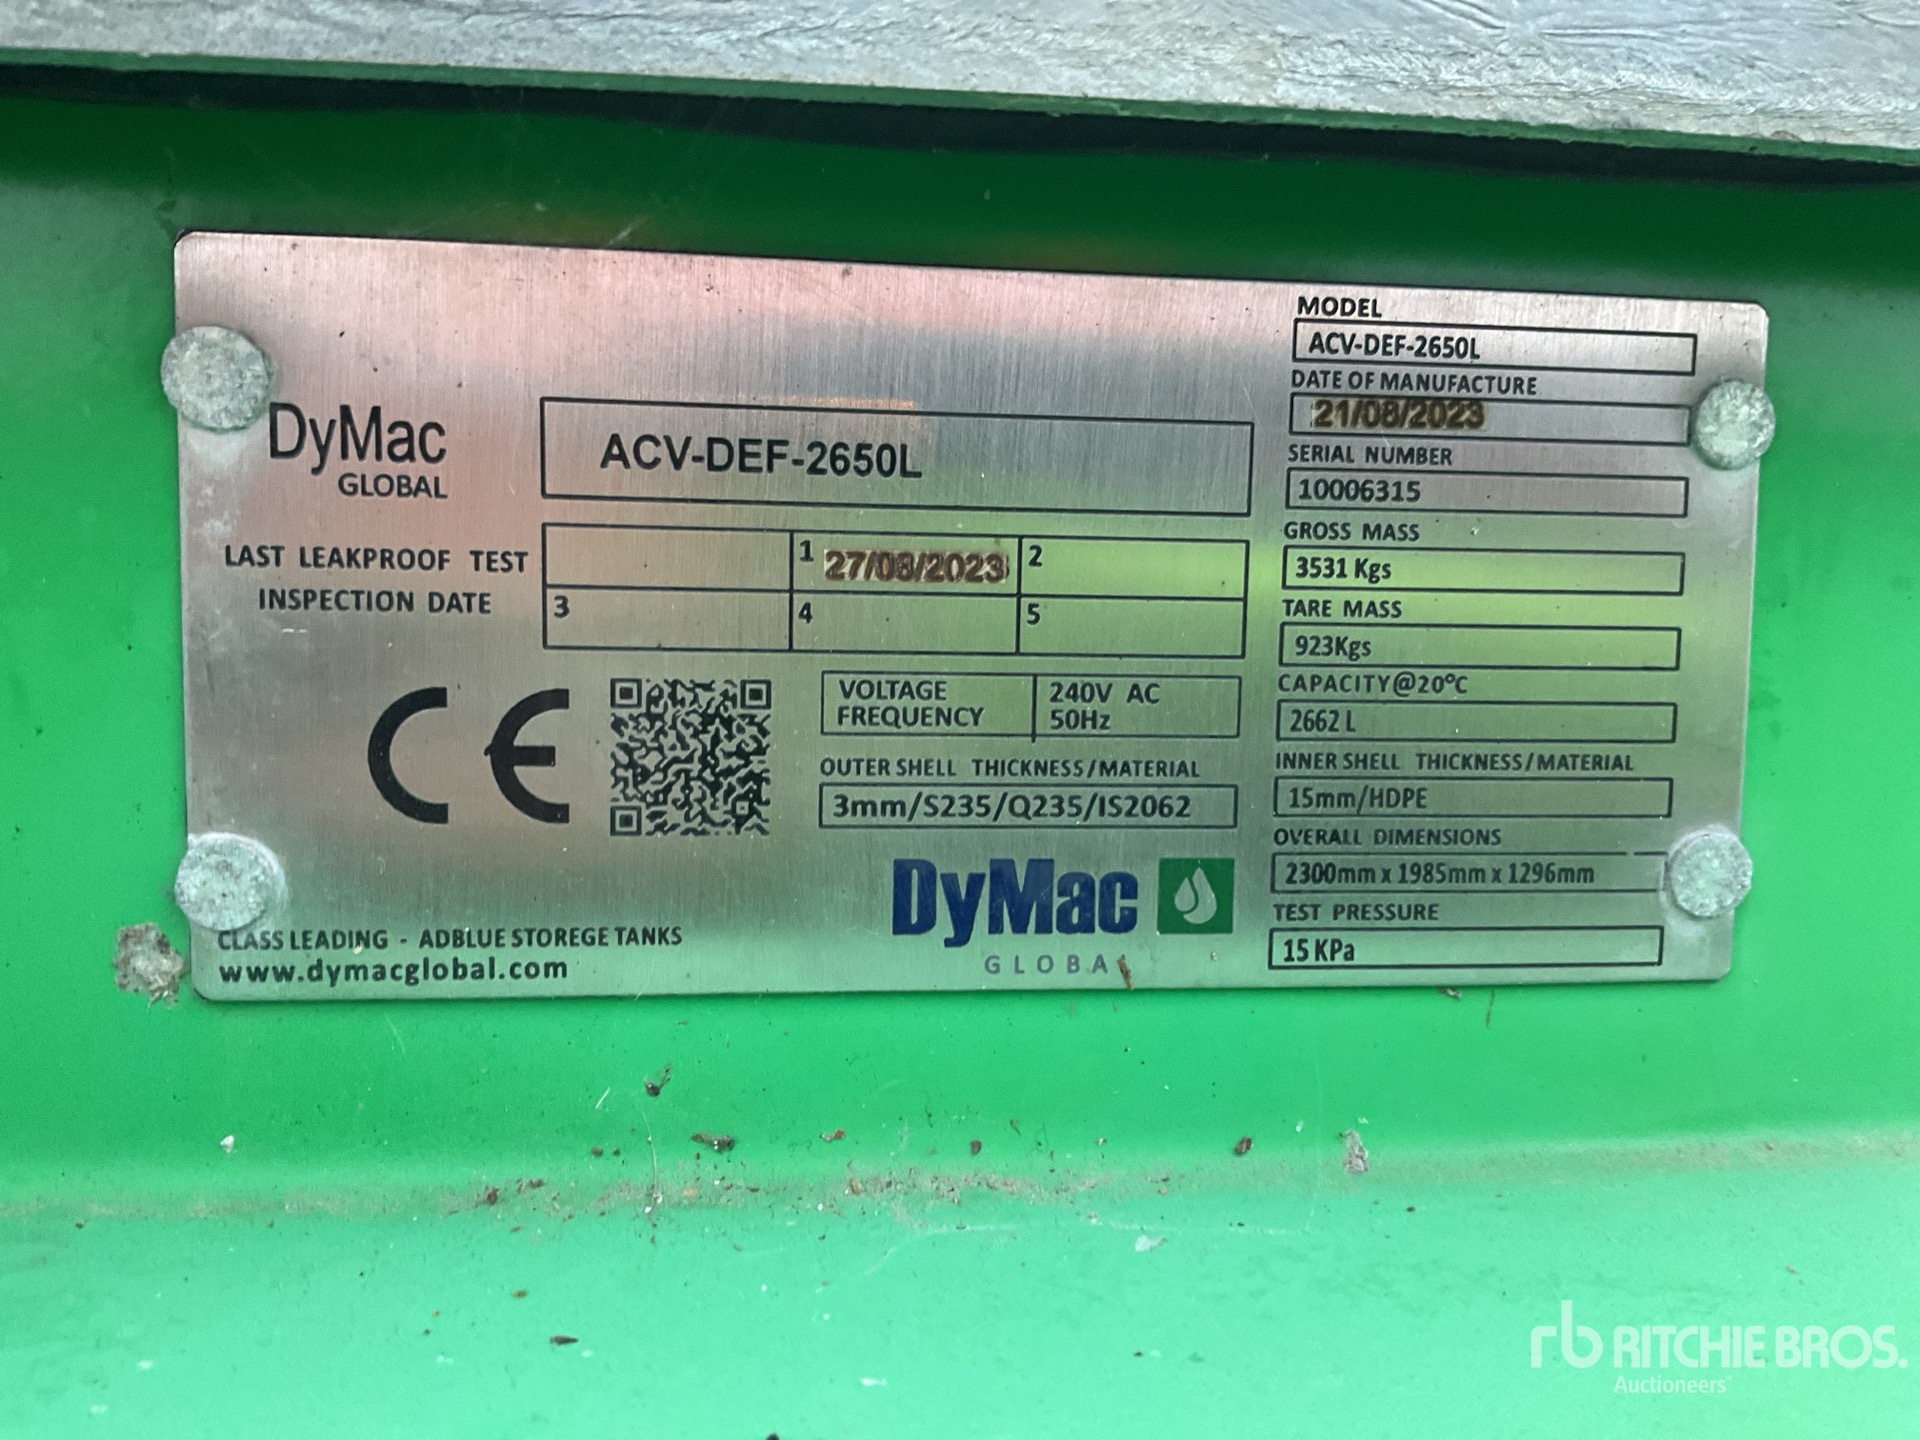 DyMac
GLOBAL
ACV-DEF-2650L
LAST LEAKPROOF TEST
INSPECTION DATE
1 27/08/2023
2
3
4
5
CE
VOLTAGE 240V AC
FREQUENCY 50Hz
OUTER SHELL THICKNESS/MATERIAL
3mm/S235/Q235/IS2062
DyMac
GLOBA
CLASS LEADING - ADBLUE STOREGE TANKS
www.dymacglobal.com
MODEL
ACV-DEF-2650L
DATE OF MANUFACTURE
21/08/2023
SERIAL NUMBER
10006315
GROSS MASS
3531 Kgs
TARE MASS
923Kgs
CAPACITY@20°C
2662 L
INNER SHELL THICKNESS/MATERIAL
15mm/HDPE
OVERALL DIMENSIONS
2300mm x 1985mm x 1296mm
TEST PRESSURE
15 KPa
rb RITCHIE BROS.
Auctioneers